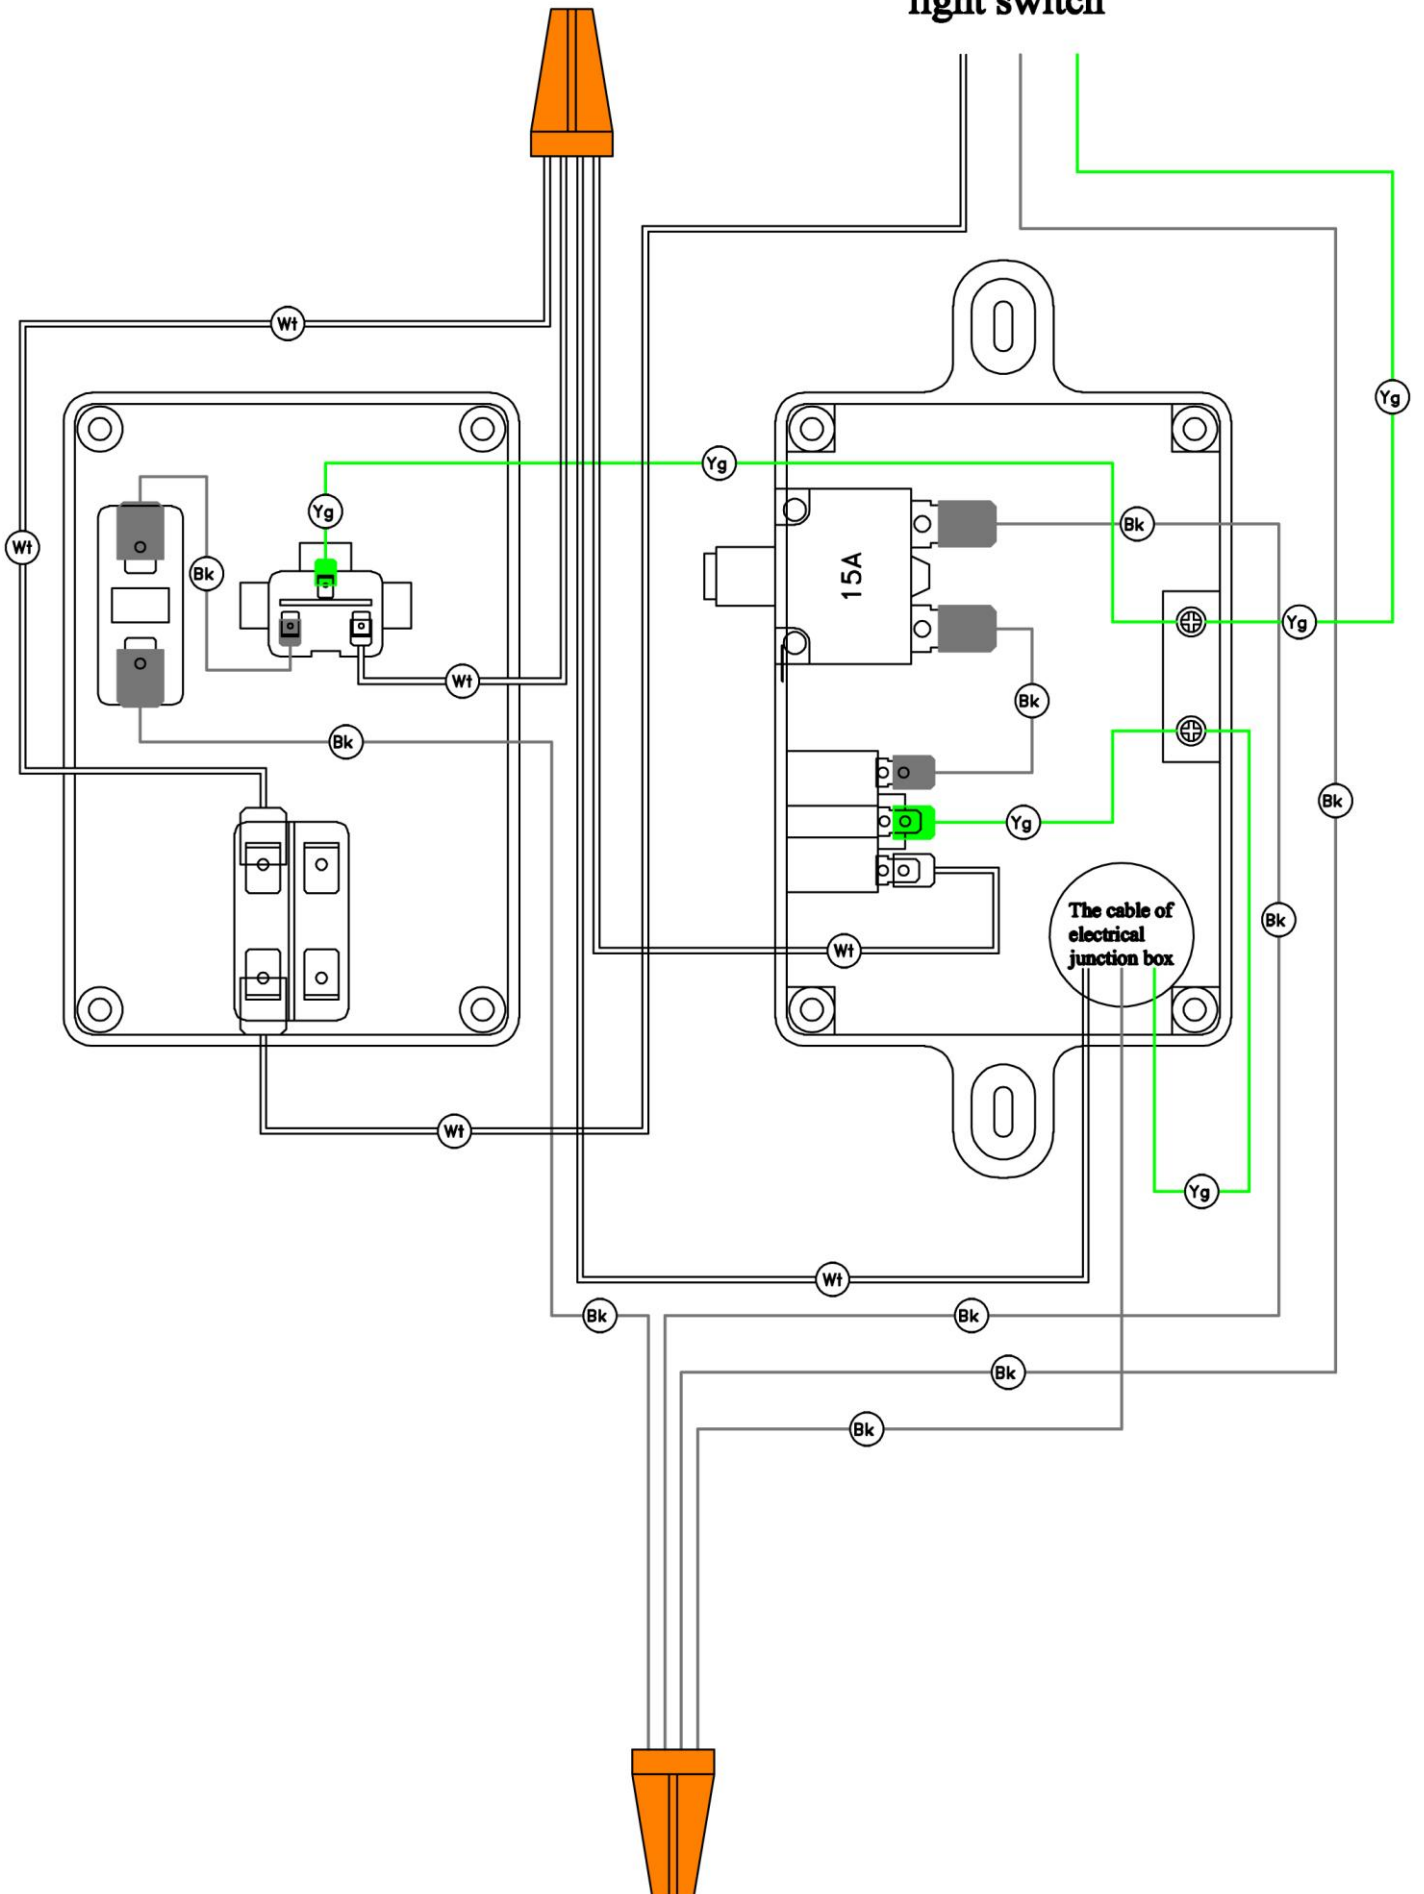 light switch
Wt
Yg
Yg
Wt
Yg
Bk
Bk
15A
Yg
Wt
Bk
Bk
Bk
Bk
Yg
The cable of
electrical
junction box
Bk
Wt
Wt
Yg
Wt
Bk
Bk
Bk
Bk